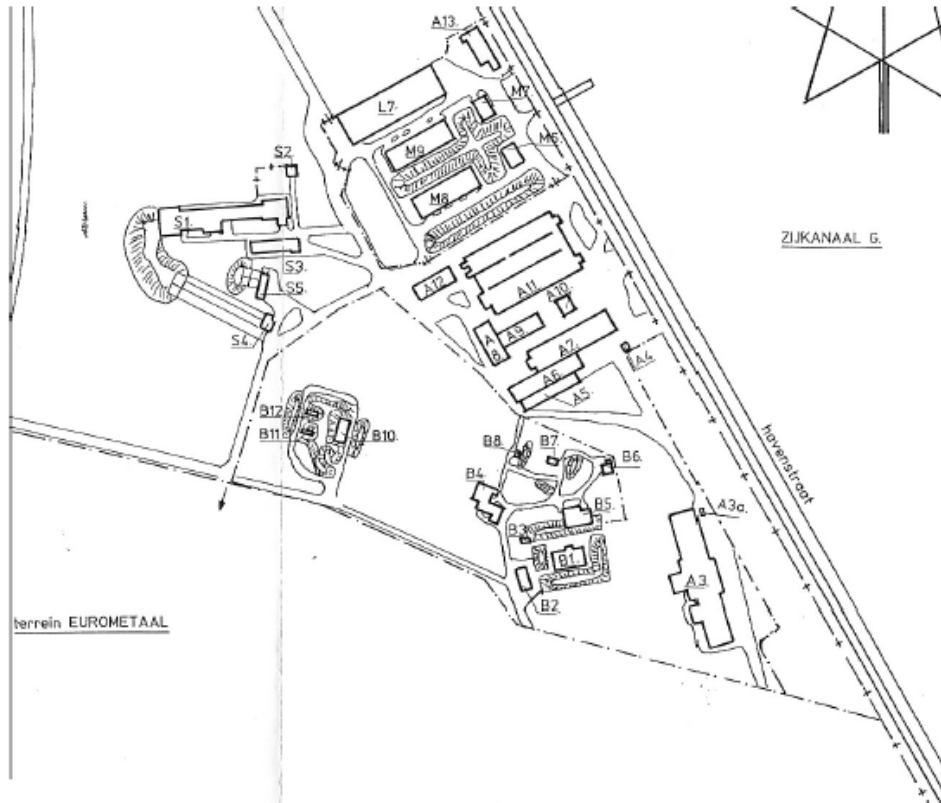 A13.
L7.
M7
M9
M6.
M8
S2
S1.
S3.
S5.
S4.
A12
A11
A10.
A9.
A8
A7.
A6
A5.
A4
ZIJKANAAL G.
havenstraat
B12
B11
B10.
B8.
B7.
B6.
B4.
B5.
B3
B1.
B2
A3a.
A3
terrein EUROMETAAL